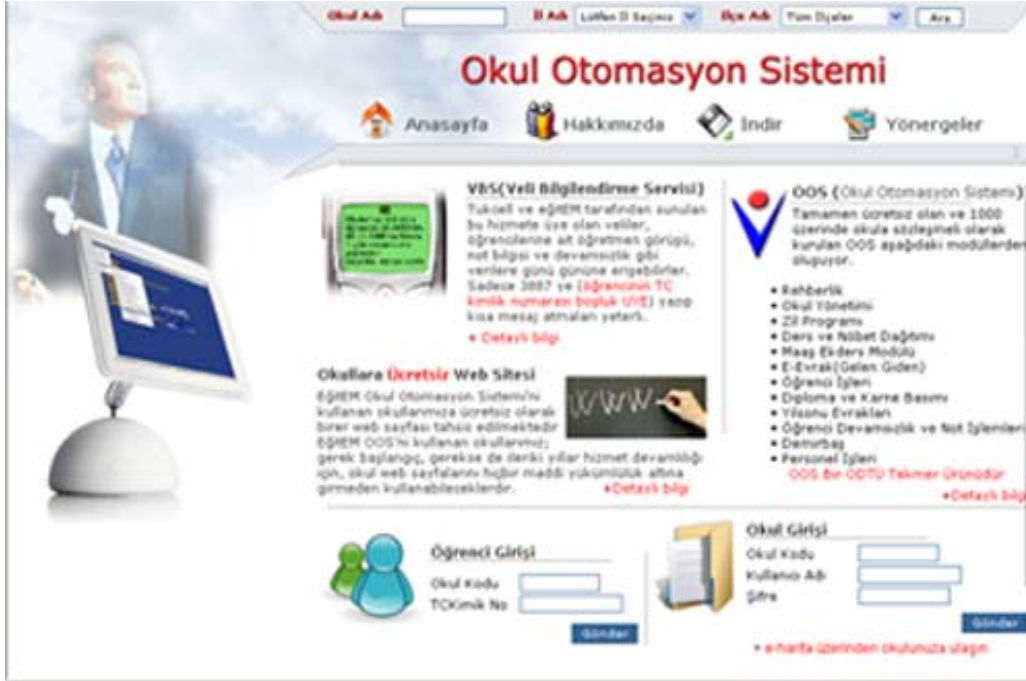 Okul Adı İl Adı Lütfen İl Seçiniz İlçe Adı Tüm İlçeler Ara
Okul Otomasyon Sistemi
Anasayfa Hakkımızda İndir Yönergeler
VBS(Veli Bilgilendirme Servisi)
Tukcell ve eğitEM tarafından sunulan
bu hizmete üye olan veliler,
öğrencilerine ait öğretmen görüşü,
not bilgisi ve devamsızlık gibi
verilere günü gününe erişebilirler.
Sadece 3887 ye (öğrencinin TC
kimlik numarası boşluk UYE) yazıp
kısa mesaj atmaları yeterli.
Detaylı bilgi
Okullara Ücretsiz Web Sitesi
EğitEM Okul Otomasyon Sistemi'ni
kullanan okullarımıza ücretsiz olarak
birer web sayfası tahsis edilmektedir
EğitEM OOS'ni kullanan okullarımız;
gerek başlangıç, gerekse de ileriki yıllar hizmet devamlılığı
için, okul web sayfalarını hiçbir maddi yükümlülük altına
girmeden kullanabileceklerdir.
Detaylı bilgi
WWW
OOS (Okul Otomasyon Sistemi)
Tamamen ücretsiz olan ve 1000
üzerinde okula sözleşmeli olarak
kurulan OOS aşağıdaki modüllerden
oluşuyor.
• Rehberlik
• Okul Yönetimi
• Zil Programı
• Ders ve Nöbet Dağıtımı
• Maaş Ekders Modülü
• E-Evrak(Gelen Giden)
• Öğrenci İşleri
• Diploma ve Karne Basımı
• Yılsonu Evrakları
• Öğrenci Devamsızlık ve Not İşlemleri
• Demirbaş
• Personel İşleri
OOS Bir ODTÜ Tekmer Ürünüdür
Detaylı bilgi
Öğrenci Girişi
Okul Kodu
TCKimlik No
Gönder
Okul Girişi
Okul Kodu
Kullanıcı Adı
Şifre
Gönder
e-harita üzerinden okulunuza ulaşın